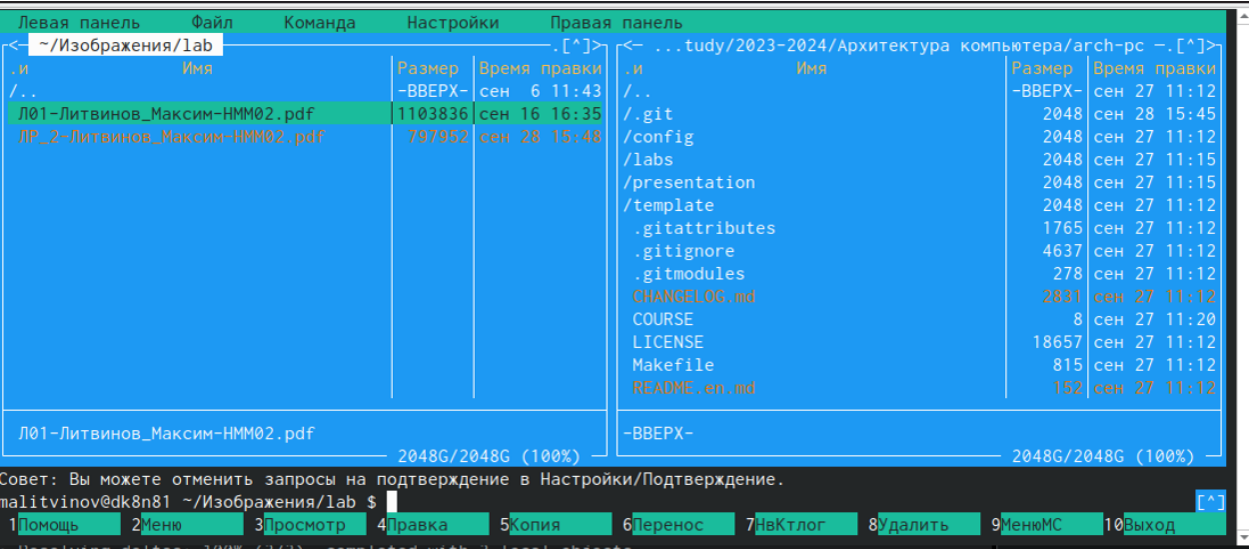 Левая панель Файл Команда Настройки Правая панель
<- ~/Изображения/lab .[^]> <- ...tudy/2023-2024/Архитектура компьютера/arch-pc -.[^]>
.и Имя Размер Время правки .и Имя Размер Время правки
/.. -ВВЕРХ- сен 6 11:43 /.. -ВВЕРХ- сен 27 11:12
Л01-Литвинов_Максим-НММ02.pdf 1103836 сен 16 16:35 /.git 2048 сен 28 15:45
ЛР_2-Литвинов_Максим-НММ02.pdf 797952 сен 28 15:48 /config 2048 сен 27 11:12
/labs 2048 сен 27 11:15
/presentation 2048 сен 27 11:15
/template 2048 сен 27 11:12
.gitattributes 1765 сен 27 11:12
.gitignore 4637 сен 27 11:12
.gitmodules 278 сен 27 11:12
CHANGELOG.md 2831 сен 27 11:12
COURSE 8 сен 27 11:20
LICENSE 18657 сен 27 11:12
Makefile 815 сен 27 11:12
README.en.md 152 сен 27 11:12
Л01-Литвинов_Максим-НММ02.pdf -ВВЕРХ-
2048G/2048G (100%) 2048G/2048G (100%)
Совет: Вы можете отменить запросы на подтверждение в Настройки/Подтверждение.
malitvinov@dk8n81 ~/Изображения/lab $ [^]
1Помощь 2Меню 3Просмотр 4Правка 5Копия 6Перенос 7НвКтлог 8Удалить 9МенюМС 10Выход